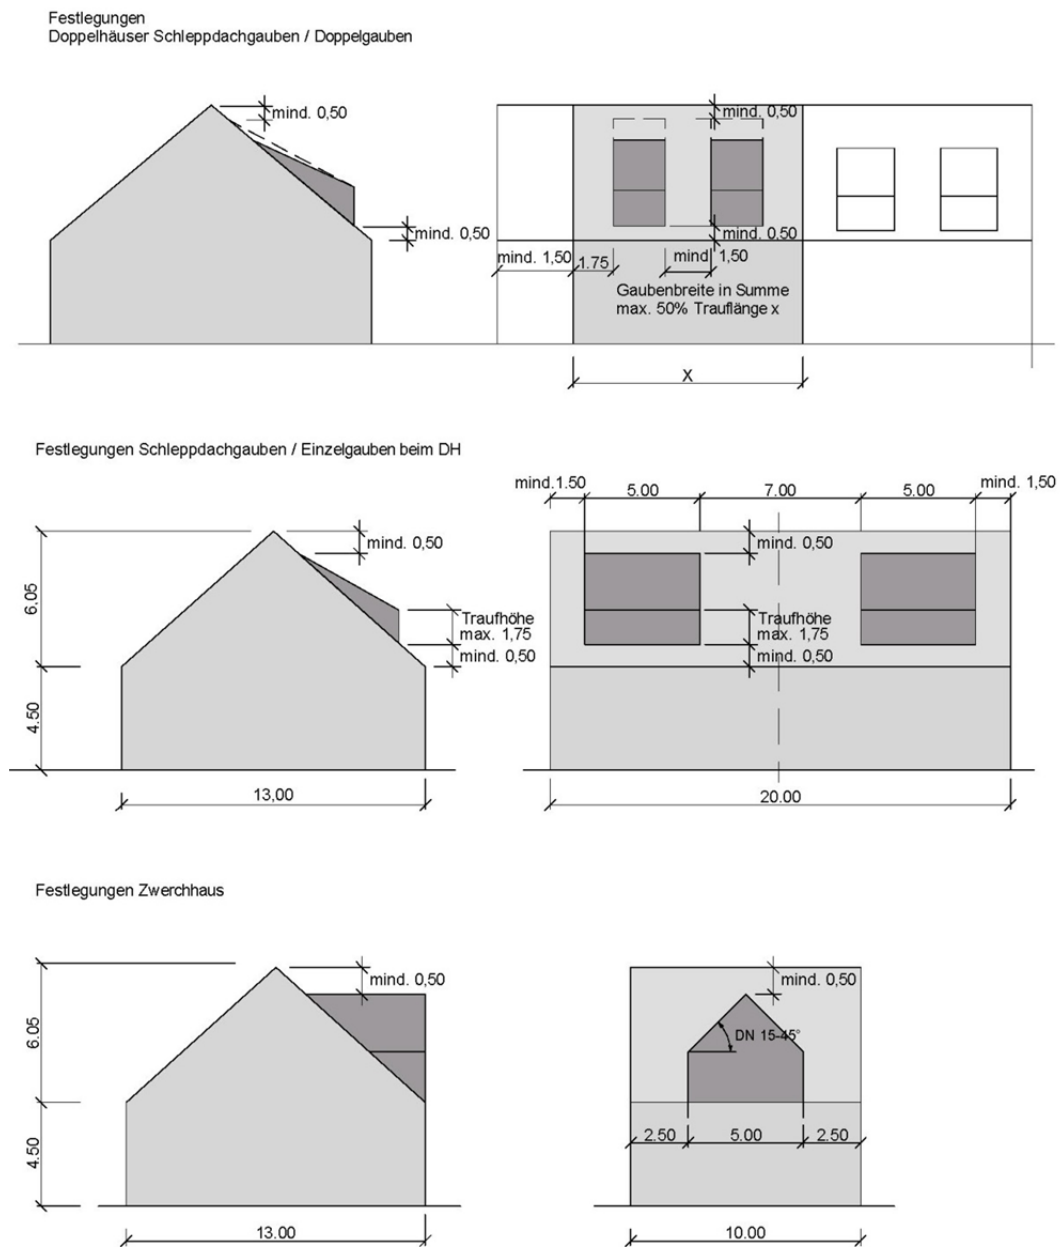 Festlegungen
Doppelhäuser Schleppdachgauben / Doppelgauben
mind. 0,50
mind. 0,50
mind. 0,50
mind. 0,50
mind. 1,50
1.75
mind 1,50
Gaubenbreite in Summe
max. 50% Trauflänge x
X
Festlegungen Schleppdachgauben / Einzelgauben beim DH
mind.1.50
5.00
7.00
5.00
mind. 1,50
mind. 0,50
mind. 0,50
6.05
Traufhöhe
max. 1,75
mind. 0,50
Traufhöhe
max. 1,75
mind. 0,50
4.50
13,00
20.00
Festlegungen Zwerchhaus
mind. 0,50
mind. 0,50
6.05
DN 15-45°
4.50
2.50
5.00
2.50
13.00
10.00